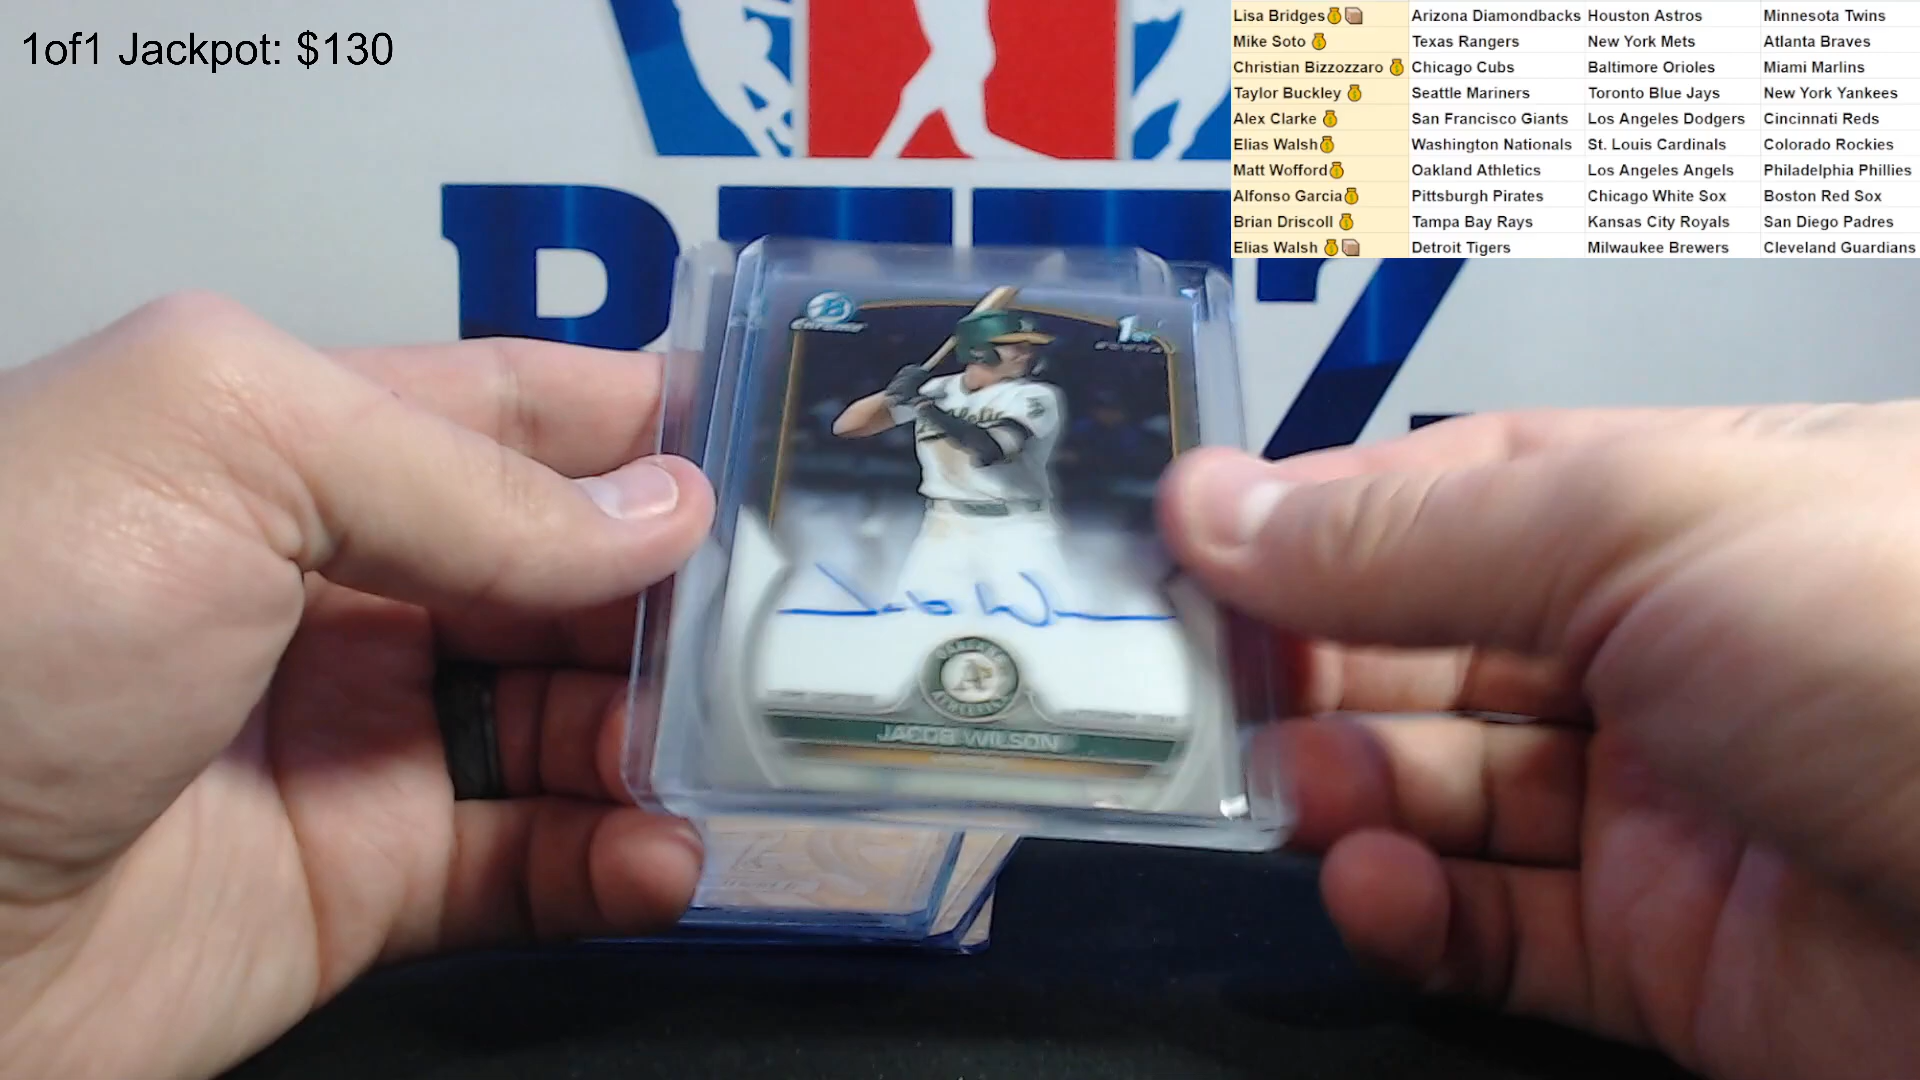 1of1 Jackpot: $130
Lisa Bridges Arizona Diamondbacks Houston Astros Minnesota Twins
Mike Soto Texas Rangers New York Mets Atlanta Braves
Christian Bizzozzaro Chicago Cubs Baltimore Orioles Miami Marlins
Taylor Buckley Seattle Mariners Toronto Blue Jays New York Yankees
Alex Clarke San Francisco Giants Los Angeles Dodgers Cincinnati Reds
Elias Walsh Washington Nationals St. Louis Cardinals Colorado Rockies
Matt Wofford Oakland Athletics Los Angeles Angels Philadelphia Phillies
Alfonso Garcia Pittsburgh Pirates Chicago White Sox Boston Red Sox
Brian Driscoll Tampa Bay Rays Kansas City Royals San Diego Padres
Elias Walsh Detroit Tigers Milwaukee Brewers Cleveland Guardians
CHROME
1ST
BOWMAN
JACOB WILSON